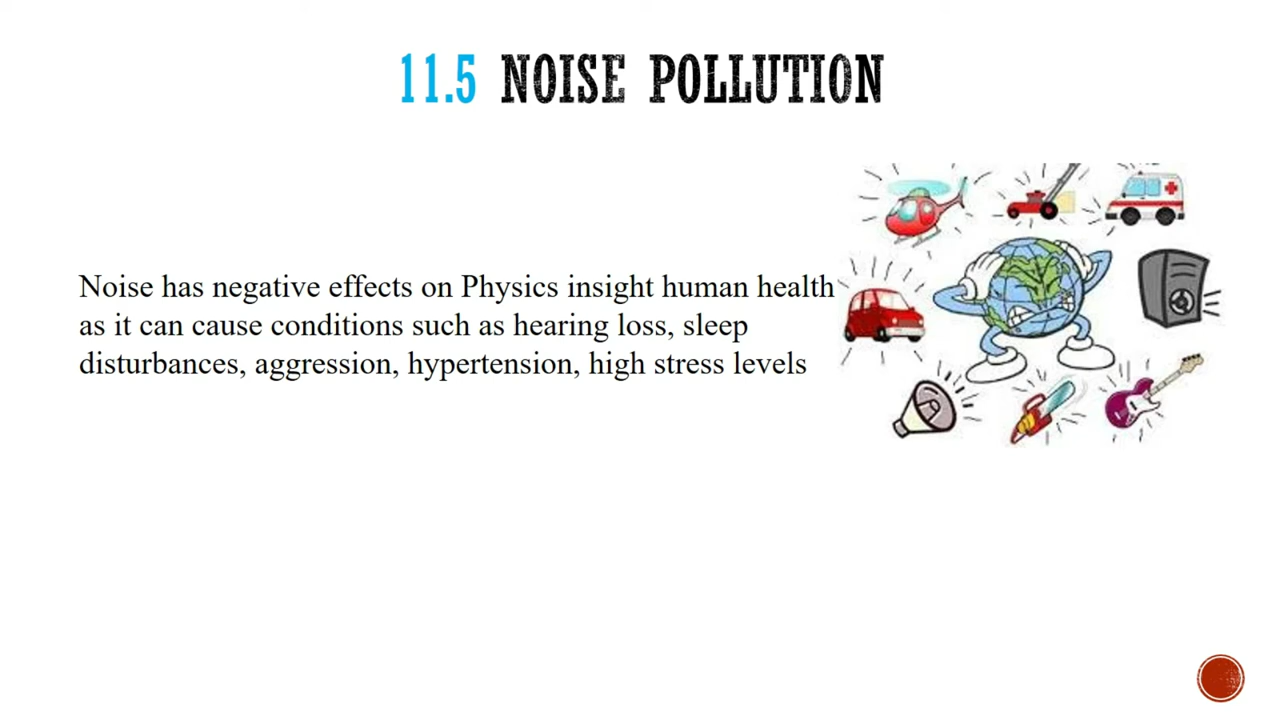 11.5 NOISE POLLUTION
Noise has negative effects on Physics insight human health
as it can cause conditions such as hearing loss, sleep
disturbances, aggression, hypertension, high stress levels